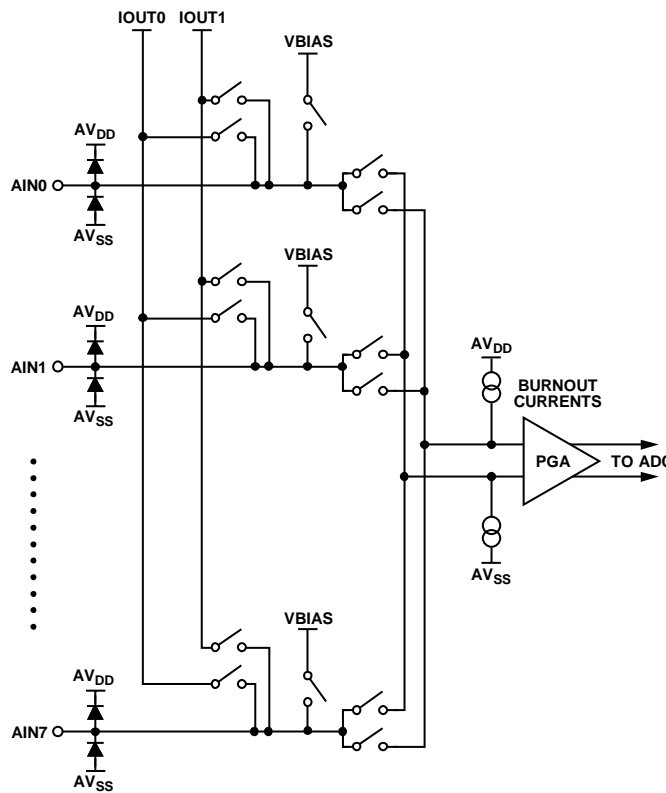 IOUT0 IOUT1
VBIAS
AVDD
AIN0
AVSS
VBIAS
AVDD
AIN1
AVSS
AVDD
BURNOUT
CURRENTS
PGA
TO ADC
AVSS
VBIAS
AVDD
AIN7
AVSS